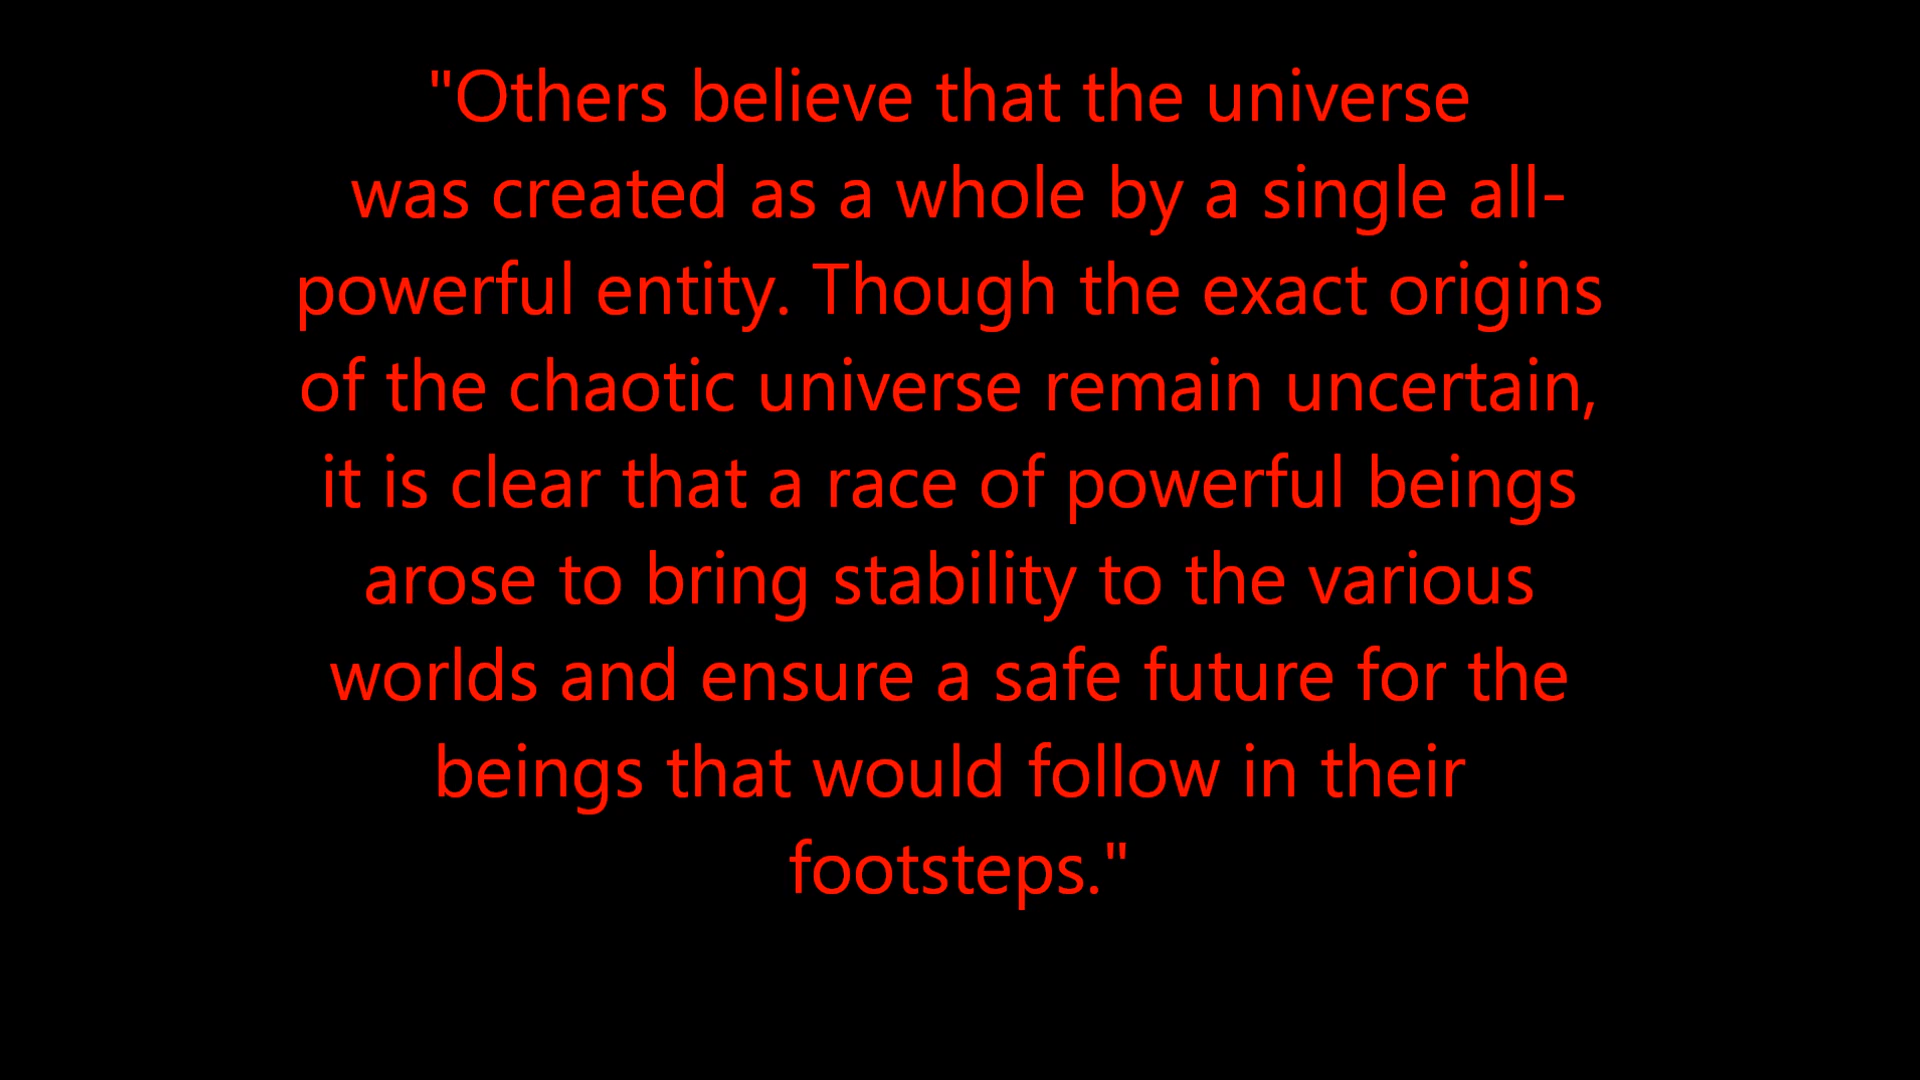 "Others believe that the universe
was created as a whole by a single all-
powerful entity. Though the exact origins
of the chaotic universe remain uncertain,
it is clear that a race of powerful beings
arose to bring stability to the various
worlds and ensure a safe future for the
beings that would follow in their
footsteps."